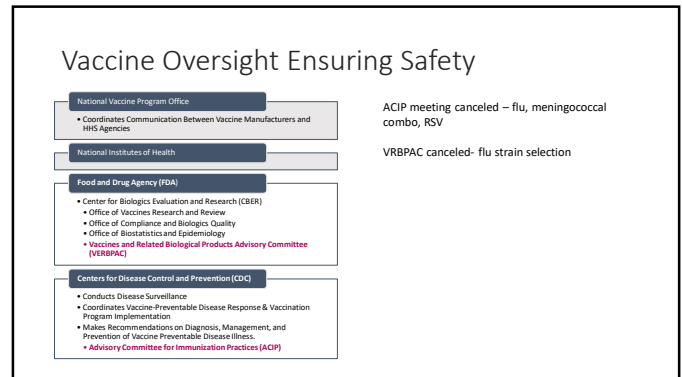 Vaccine Oversight Ensuring Safety
National Vaccine Program Office
• Coordinates Communication Between Vaccine Manufacturers and
HHS Agencies
National Institutes of Health
Food and Drug Agency (FDA)
• Center for Biologics Evaluation and Research (CBER)
• Office of Vaccines Research and Review
• Office of Compliance and Biologics Quality
• Office of Biostatistics and Epidemiology
• Vaccines and Related Biological Products Advisory Committee
(VERBPAC)
Centers for Disease Control and Prevention (CDC)
• Conducts Disease Surveillance
• Coordinates Vaccine-Preventable Disease Response & Vaccination
Program Implementation
• Makes Recommendations on Diagnosis, Management, and
Prevention of Vaccine Preventable Disease Illness.
• Advisory Committee for Immunization Practices (ACIP)
ACIP meeting canceled – flu, meningococcal
combo, RSV
VRBPAC canceled- flu strain selection